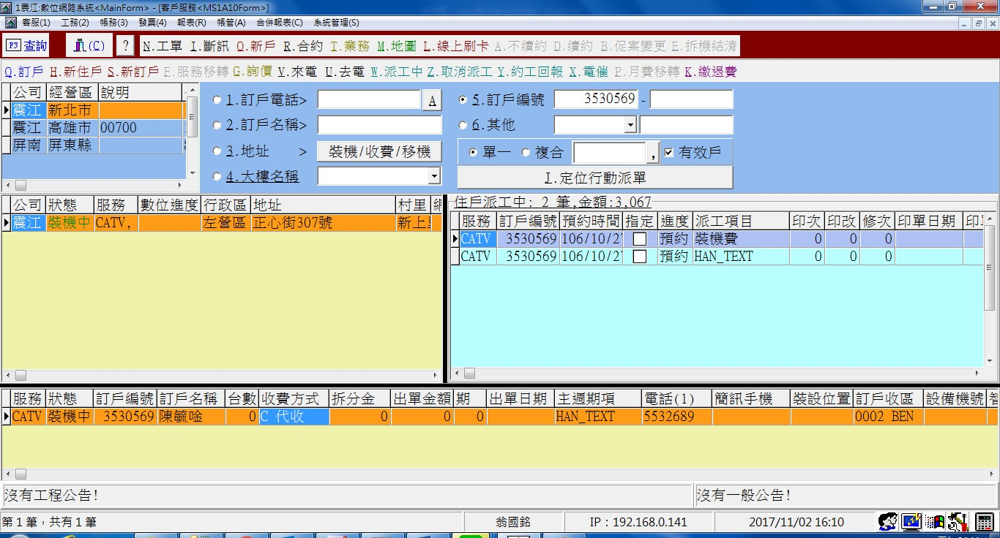 1震江:數位網路系統<MainForm> - [客戶服務<MS1A10Form>]
客服(1) 工務(2) 帳務(3) 發票(4) 報表(R) 帳管(A) 合併報表(C) 系統管理(S)
F3 查詢 (C) ? N.工單 I.斷訊 O.新戶 R.合約 T.業務 M.地圖 L.線上刷卡 A.不續約 D.續約 B.促案變更 E.拆機結清
Q.訂戶 H.新住戶 S.新訂戶 F.服務移轉 G.詢價 V.來電 U.去電 W.派工中 Z.取消派工 Y.約工回報 X.電催 P.月費移轉 K.繳退費
公司 經營區 說明
震江 新北市
震江 高雄市 00700
屏南 屏東縣
1.訂戶電話> A 5.訂戶編號 3530569 -
2.訂戶名稱> 6.其他
3.地址 > 裝機/收費/移機 單一 複合 , 有效戶
4.大樓名稱 J.定位行動派單
公司 狀態 服務 數位進度 行政區 地址 村里
震江 裝機中 CATV, 左營區 正心街307號 新上
住戶派工中: 2 筆,金額:3,067
服務 訂戶編號 預約時間 指定 進度 派工項目 印次 印改 修次 印單日期
CATV 3530569 106/10/2 預約 裝機費 0 0 0
CATV 3530569 106/10/2 預約 HAN_TEXT 0 0 0
服務 狀態 訂戶編號 訂戶名稱 台數 收費方式 拆分金 出單金額 期 出單日期 主週期項 電話(1) 簡訊手機 裝設位置 訂戶收區 設備機號
CATV 裝機中 3530569 陳毓唫 0 C 代收 0 0 0 HAN_TEXT 5532689 0002 BEN
沒有工程公告! 沒有一般公告!
第 1 筆，共有 1 筆 翁國銘 IP：192.168.0.141 2017/11/02 16:10